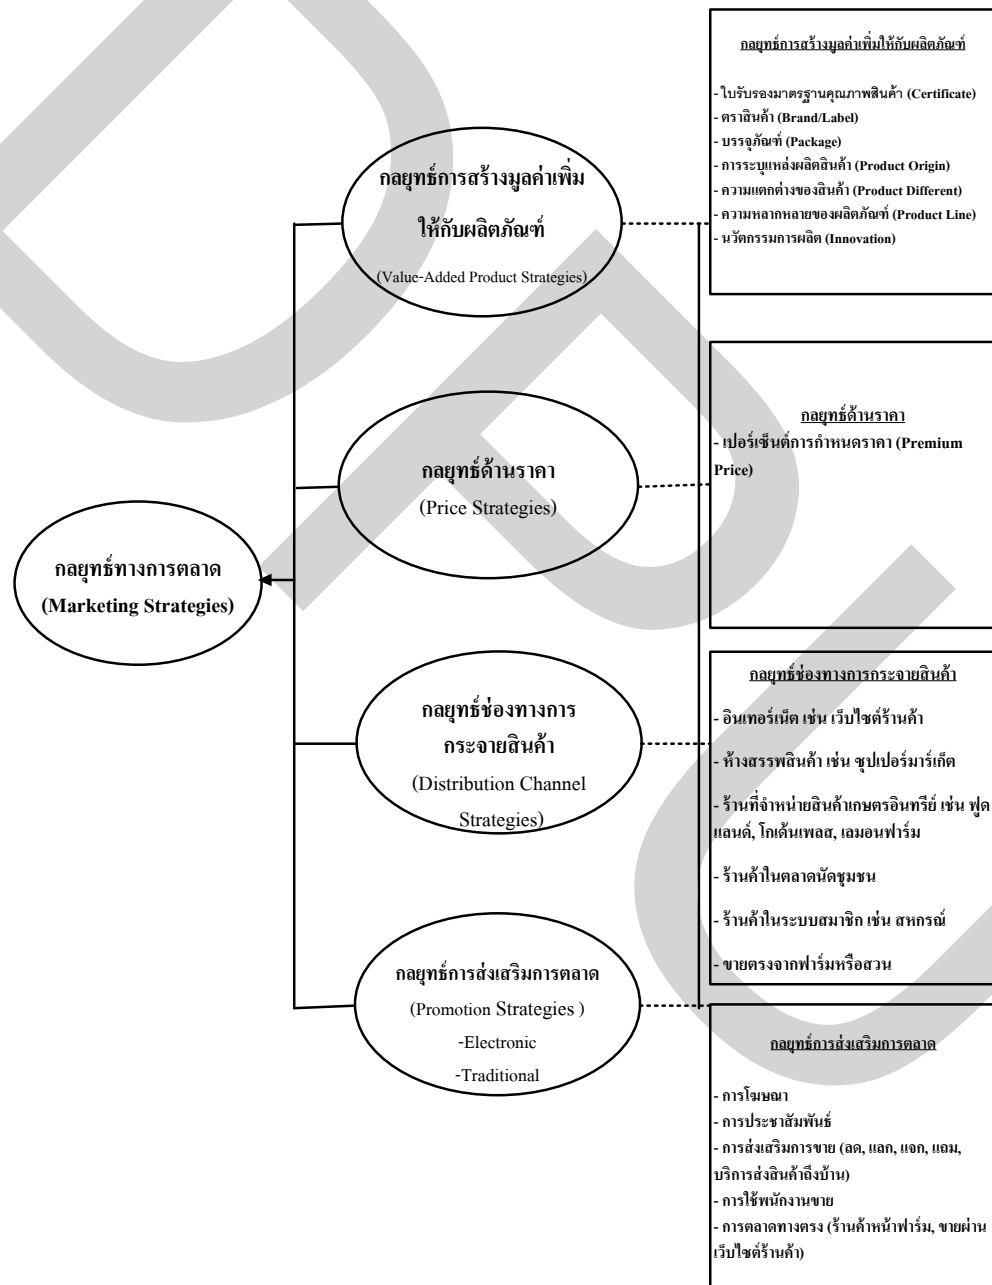 กลยุทธ์ทางการตลาด
(Marketing Strategies)
กลยุทธ์การสร้างมูลค่าเพิ่ม
ให้กับผลิตภัณฑ์
(Value-Added Product Strategies)
กลยุทธ์ด้านราคา
(Price Strategies)
กลยุทธ์ช่องทางการ
กระจายสินค้า
(Distribution Channel
Strategies)
กลยุทธ์การส่งเสริมการตลาด
(Promotion Strategies )
-Electronic
-Traditional
กลยุทธ์การสร้างมูลค่าเพิ่มให้กับผลิตภัณฑ์
- ใบรับรองมาตรฐานคุณภาพสินค้า (Certificate)
- ตราสินค้า (Brand/Label)
- บรรจุภัณฑ์ (Package)
- การระบุแหล่งผลิตสินค้า (Product Origin)
- ความแตกต่างของสินค้า (Product Different)
- ความหลากหลายของผลิตภัณฑ์ (Product Line)
- นวัตกรรมการผลิต (Innovation)
กลยุทธ์ด้านราคา
- เปอร์เซ็นต์การกำหนดราคา (Premium
Price)
กลยุทธ์ช่องทางการกระจายสินค้า
- อินเทอร์เน็ต เช่น เว็บไซต์ร้านค้า
- ห้างสรรพสินค้า เช่น ซุปเปอร์มาร์เก็ต
- ร้านที่จำหน่ายสินค้าเกษตรอินทรีย์ เช่น ฟูด
แลนด์, โกเด้นเพลส, เลมอนฟาร์ม
- ร้านค้าในตลาดนัดชุมชน
- ร้านค้าในระบบสมาชิก เช่น สหกรณ์
- ขายตรงจากฟาร์มหรือสวน
กลยุทธ์การส่งเสริมการตลาด
- การโฆษณา
- การประชาสัมพันธ์
- การส่งเสริมการขาย (ลด, แลก, แจก, แถม,
บริการส่งสินค้าถึงบ้าน)
- การใช้พนักงานขาย
- การตลาดทางตรง (ร้านค้าหน้าฟาร์ม, ขายผ่าน
เว็บไซต์ร้านค้า)
DPU